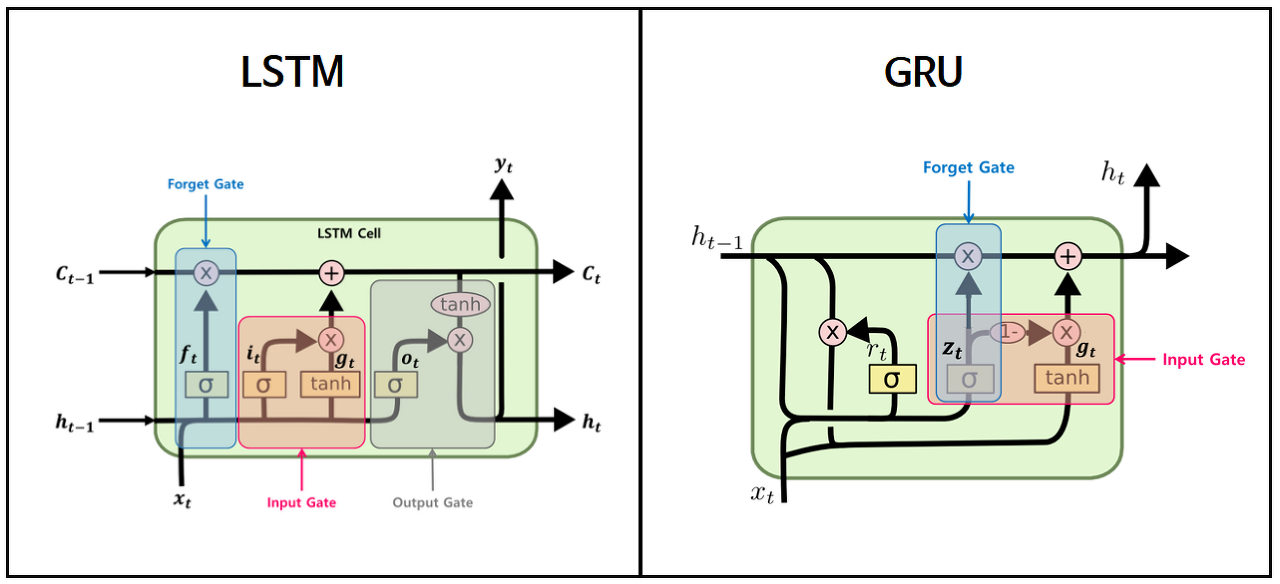 LSTM
Forget Gate
y_t
LSTM Cell
C_{t-1}
x
+
C_t
tanh
f_t
i_t
x
g_t
o_t
x
σ
σ
tanh
σ
h_{t-1}
h_t
x_t
Input Gate
Output Gate
GRU
Forget Gate
h_t
h_{t-1}
x
+
x
r_t
z_t
1-
x
g_t
Input Gate
σ
σ
tanh
x_t